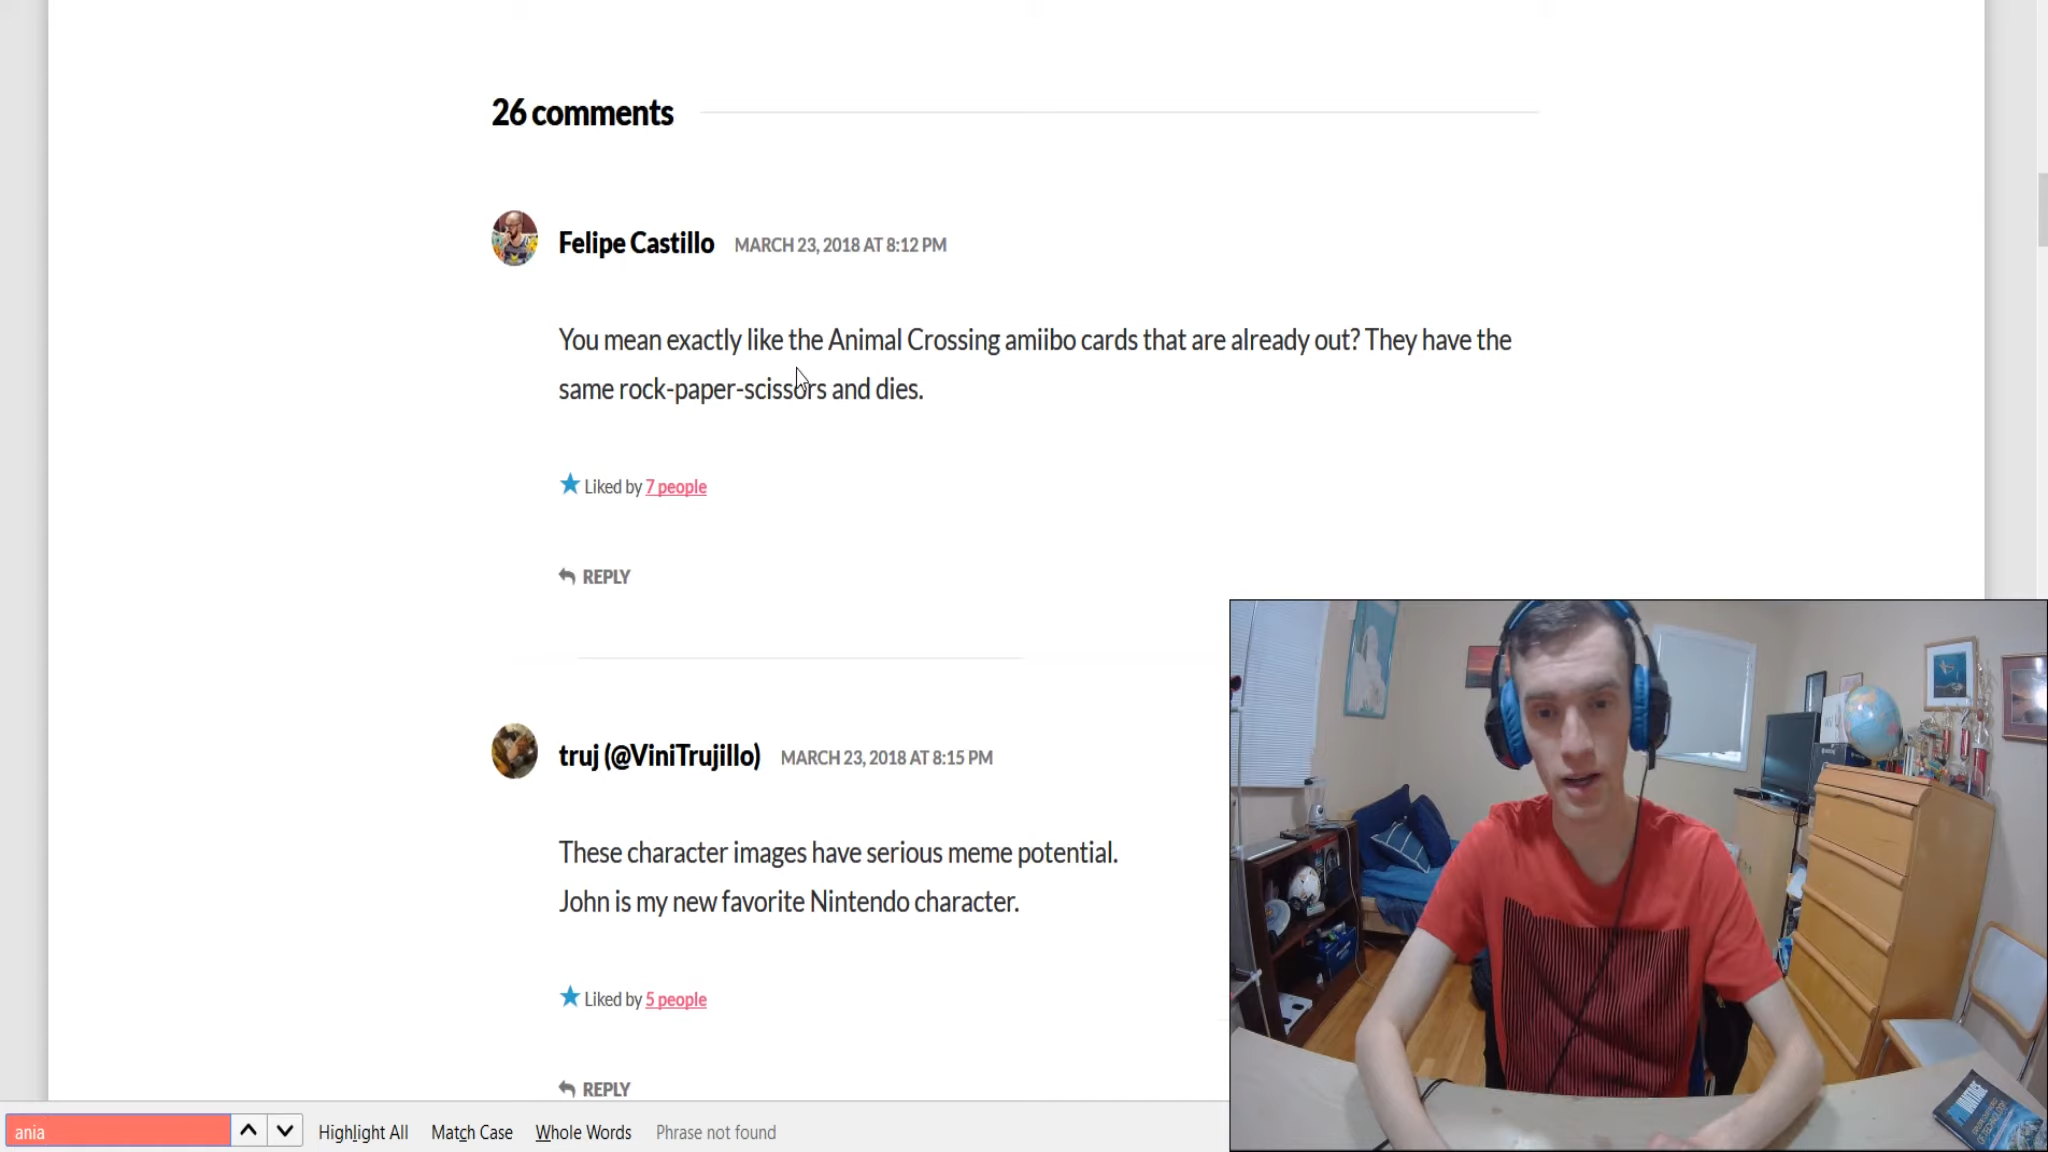 26 comments
Felipe Castillo MARCH 23, 2018 AT 8:12 PM
You mean exactly like the Animal Crossing amiibo cards that are already out? They have the
same rock-paper-scissors and dies.
Liked by 7 people
REPLY
truj (@ViniTrujillo) MARCH 23, 2018 AT 8:15 PM
These character images have serious meme potential.
John is my new favorite Nintendo character.
Liked by 5 people
REPLY
ania Highlight All Match Case Whole Words Phrase not found